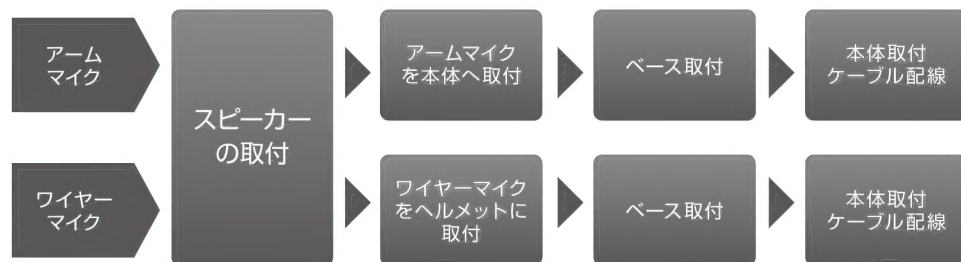 アーム
マイク
スピーカー
の取付
アームマイク
を本体へ取付
ベース取付
本体取付
ケーブル配線
ワイヤー
マイク
ワイヤーマイク
をヘルメットに
取付
ベース取付
本体取付
ケーブル配線